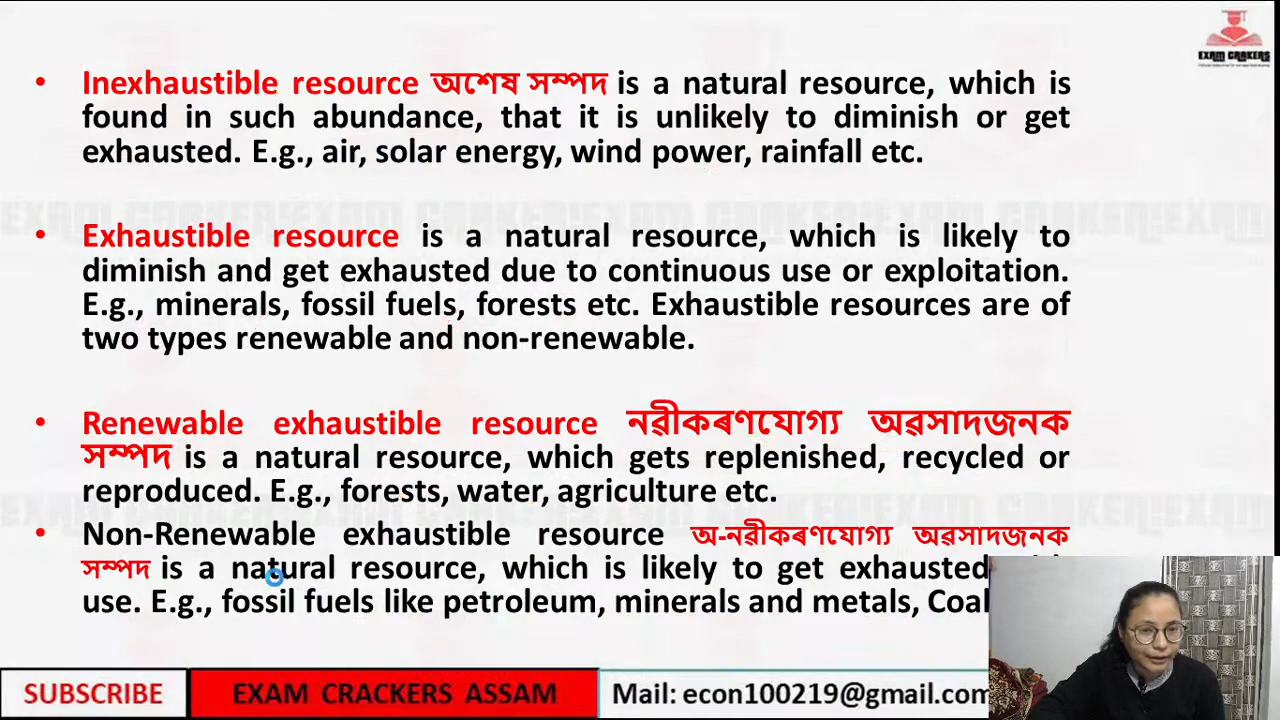 EXAM CRAKERS
• Inexhaustible resource অশেষ সম্পদ is a natural resource, which is
found in such abundance, that it is unlikely to diminish or get
exhausted. E.g., air, solar energy, wind power, rainfall etc.
• Exhaustible resource is a natural resource, which is likely to
diminish and get exhausted due to continuous use or exploitation.
E.g., minerals, fossil fuels, forests etc. Exhaustible resources are of
two types renewable and non-renewable.
• Renewable exhaustible resource নৱীকৰণযোগ্য অৱসাদজনক
সম্পদ is a natural resource, which gets replenished, recycled or
reproduced. E.g., forests, water, agriculture etc.
• Non-Renewable exhaustible resource অ-নৱীকৰণযোগ্য অৱসাদজনক
সম্পদ is a natural resource, which is likely to get exhausted
use. E.g., fossil fuels like petroleum, minerals and metals, Coal
SUBSCRIBE EXAM CRACKERS ASSAM Mail: econ100219@gmail.com